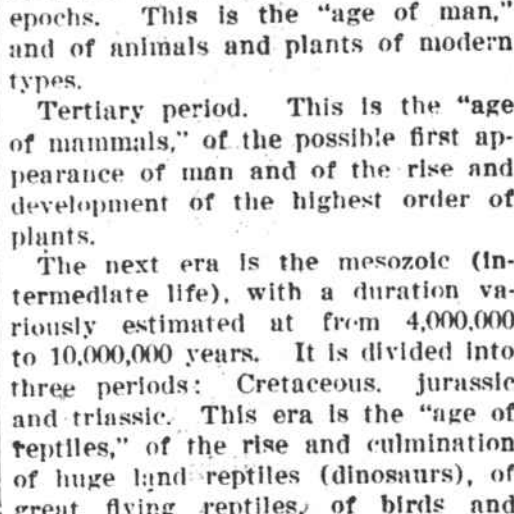 epochs. This is the "age of man,"
and of animals and plants of modern
types.
Tertiary period. This is the "age
of mammals," of the possible first ap-
pearance of man and of the rise and
development of the highest order of
plants.
The next era is the mesozoic (in-
termediate life), with a duration va-
riously estimated at from 4,000,000
to 10,000,000 years. It is divided into
three periods: Cretaceous, jurassic
and triassic. This era is the "age of
reptiles," of the rise and culmination
of huge land reptiles (dinosaurs), of
great flying reptiles, of birds and